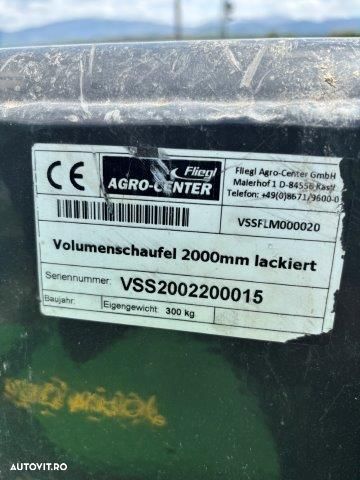 CE
Fliegl
AGRO-CENTER
Fliegl Agro-Center GmbH
Maierhof 1 D-84556 Kastl
Telefon: +49(0)8671/9600-0
VSSFLM000020
Volumenschaufel 2000mm lackiert
Seriennummer: VSS2002200015
Baujahr: Eigengewicht: 300 kg
AUTOVIT.RO